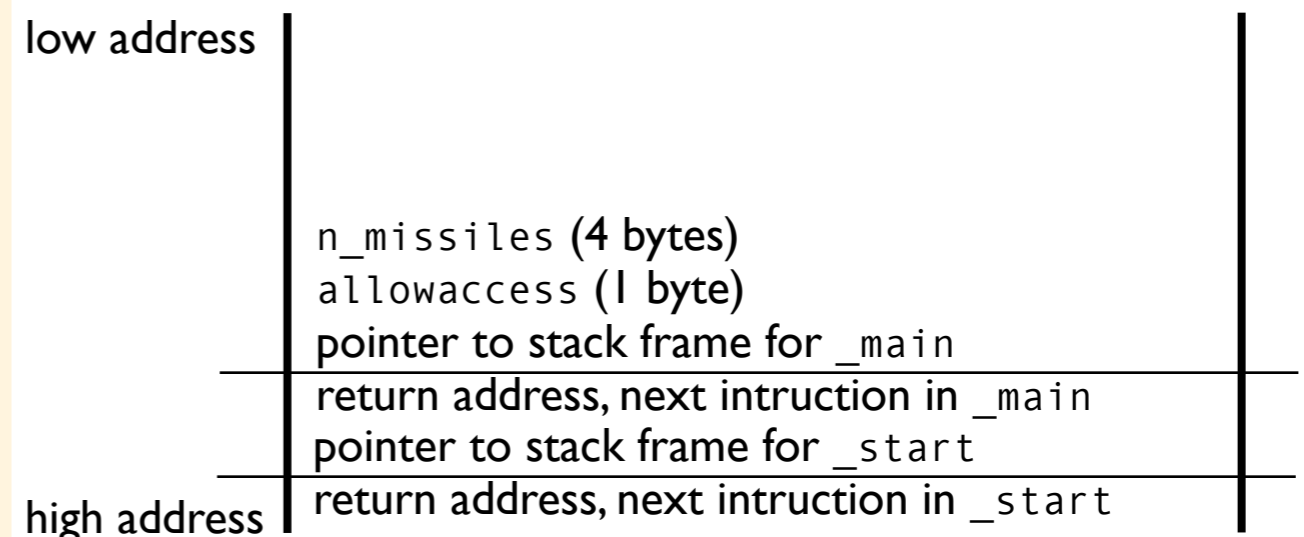 low address
n_missiles (4 bytes)
allowaccess (1 byte)
pointer to stack frame for _main
return address, next intruction in _main
pointer to stack frame for _start
return address, next intruction in _start
high address